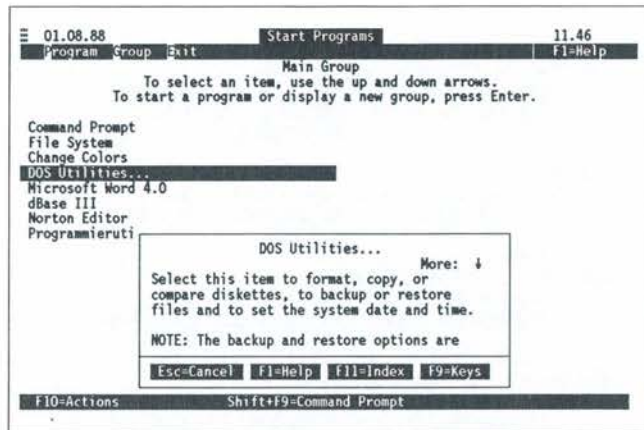 01.08.88 Start Programs 11.46
Program Group Exit F1=Help
Main Group
To select an item, use the up and down arrows.
To start a program or display a new group, press Enter.
Command Prompt
File System
Change Colors
DOS Utilities...
Microsoft Word 4.0
dBase III
Norton Editor
Programmieruti
DOS Utilities...
More: ↓
Select this item to format, copy, or
compare diskettes, to backup or restore
files and to set the system date and time.
NOTE: The backup and restore options are
Esc=Cancel F1=Help F11=Index F9=Keys
F10=Actions Shift+F9=Command Prompt